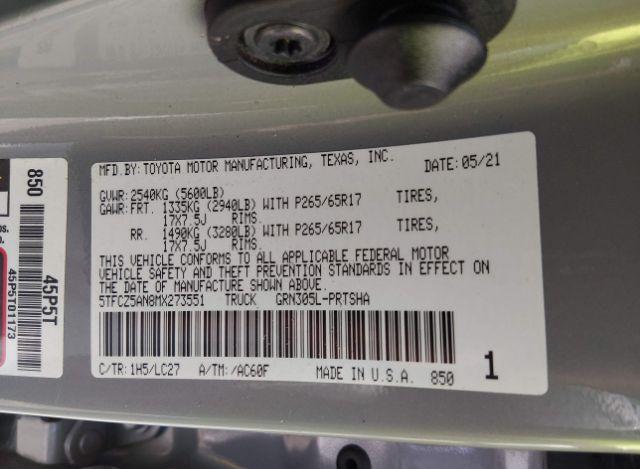 MFD.BY: TOYOTA MOTOR MANUFACTURING, TEXAS, INC. DATE: 05/21
GVWR: 2540KG (5600LB)
GAWR: FRT. 1335KG (2940LB) WITH P265/65R17 TIRES,
17X7.5J RIMS.
RR. 1490KG (3280LB) WITH P265/65R17 TIRES,
17X7.5J RIMS.
THIS VEHICLE CONFORMS TO ALL APPLICABLE FEDERAL MOTOR
VEHICLE SAFETY AND THEFT PREVENTION STANDARDS IN EFFECT ON
THE DATE OF MANUFACTURE SHOWN ABOVE.
5TFCZ5AN8MX273551 TRUCK GRN305L-PRTSHA
C/TR: 1H5/LC27 A/TM: /AC60F MADE IN U.S.A. 850 1
850
45P5T
45P5T01173